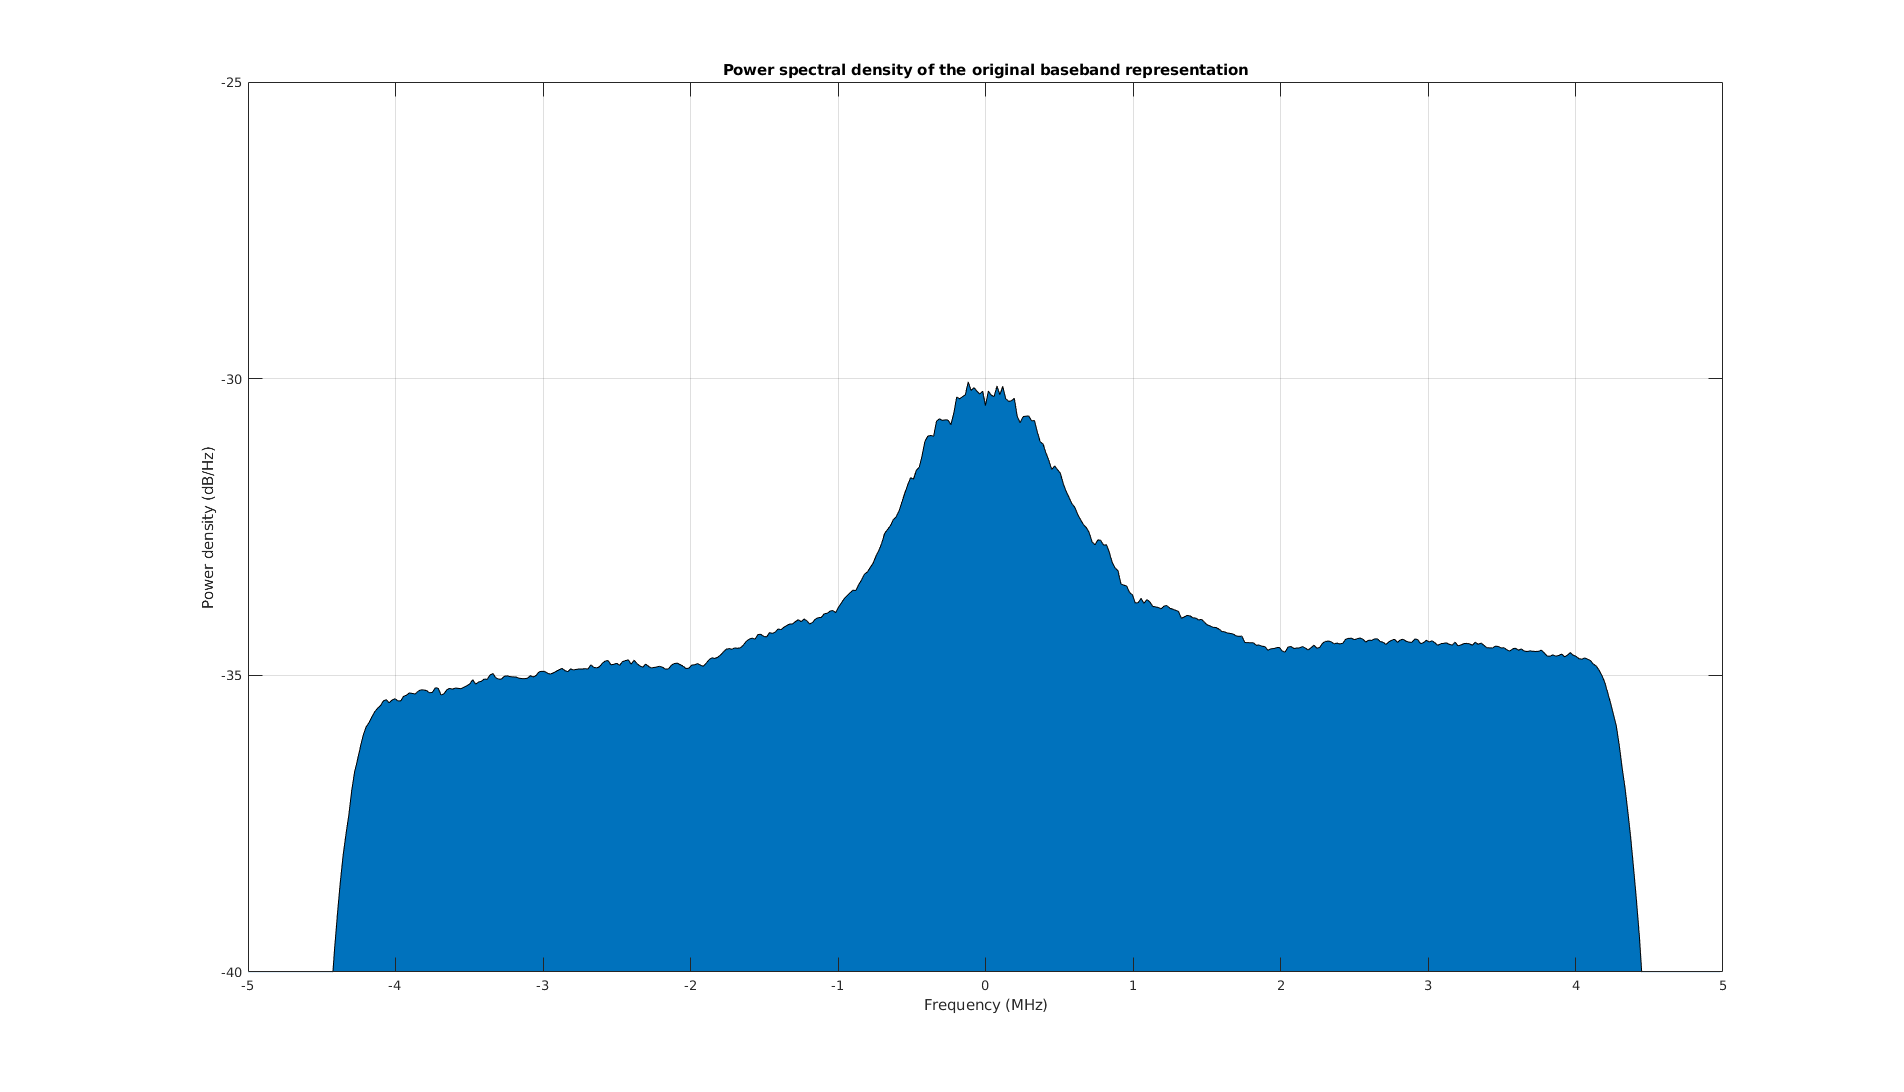 Power spectral density of the original baseband representation
-25
-30
-35
-40
Power density (dB/Hz)
-5 -4 -3 -2 -1 0 1 2 3 4 5
Frequency (MHz)